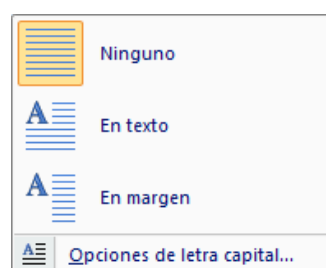 Ninguno
A En texto
A En margen
A Opciones de letra capital...